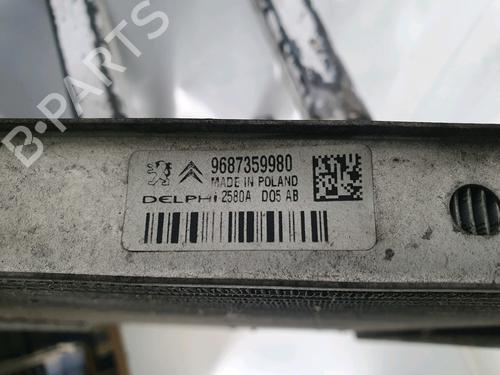 B-PARTS
9687359980
MADE IN POLAND
DELPHI 2580A D05 AB